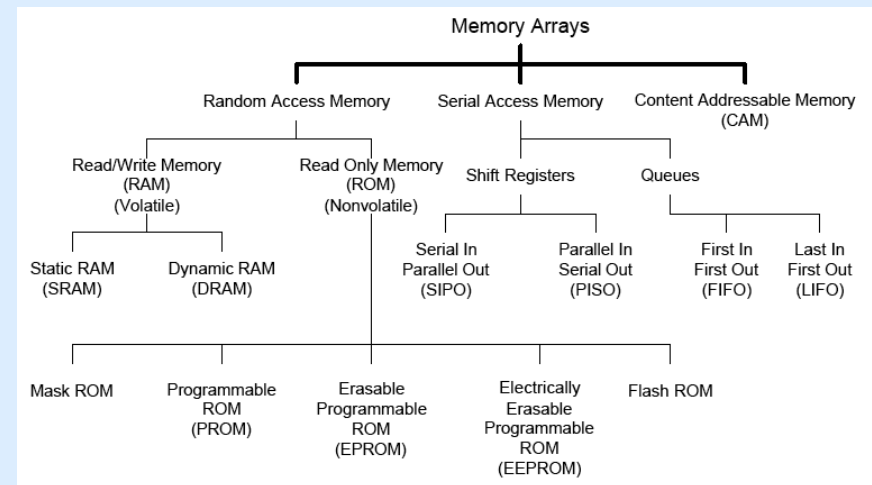 Memory Arrays
Random Access Memory
Serial Access Memory
Content Addressable Memory
(CAM)
Read/Write Memory
(RAM)
(Volatile)
Read Only Memory
(ROM)
(Nonvolatile)
Shift Registers
Queues
Static RAM
(SRAM)
Dynamic RAM
(DRAM)
Serial In
Parallel Out
(SIPO)
Parallel In
Serial Out
(PISO)
First In
First Out
(FIFO)
Last In
First Out
(LIFO)
Mask ROM
Programmable
ROM
(PROM)
Erasable
Programmable
ROM
(EPROM)
Electrically
Erasable
Programmable
ROM
(EEPROM)
Flash ROM